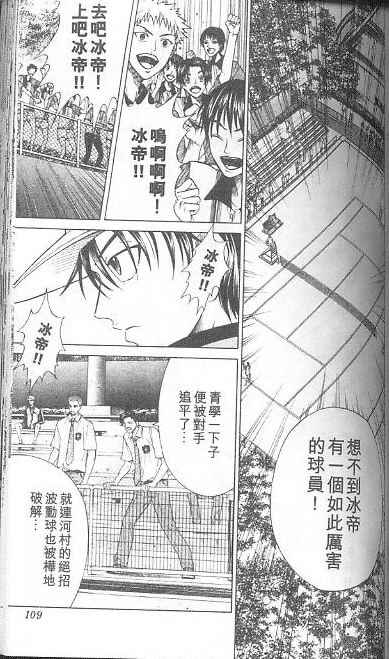 想不到冰帝
有一個如此厲害
的球員！
嗚啊啊啊！
冰帝!!
去吧冰帝！
上吧冰帝!!
冰帝!!
冰帝!!
青學一下子
便被對手
追平了…
就連河村的絕招
波動球也被樺地
破解…
109